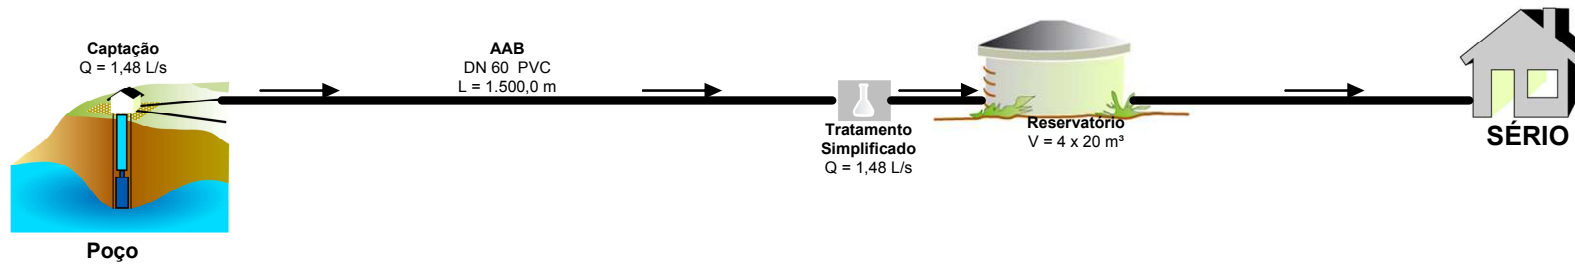 Captação
Q = 1,48 L/s
AAB
DN 60 PVC
L = 1.500,0 m
Tratamento
Simplificado
Q = 1,48 L/s
Reservatório
V = 4 x 20 m³
SÉRIO
Poço